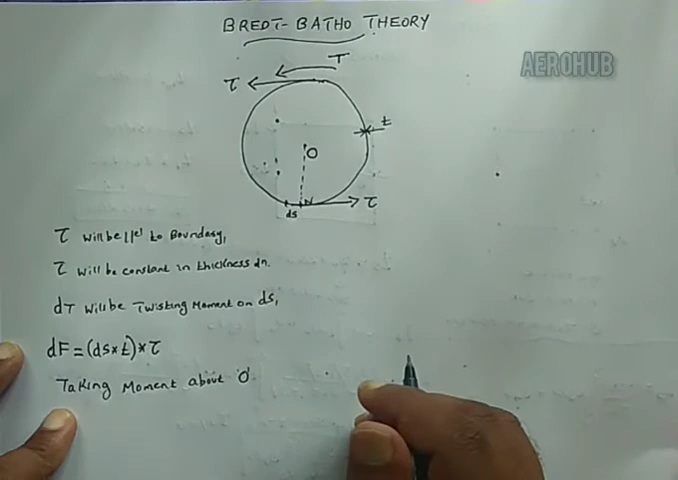 BREDT-BATHO THEORY
AEROHUB
T
τ
t
O
ds
τ
τ will be ||el to Boundary,
τ will be constant in thickness dn.
dT will be Twisting Moment on ds,
dF = (ds × t) * τ
Taking Moment about 'O'